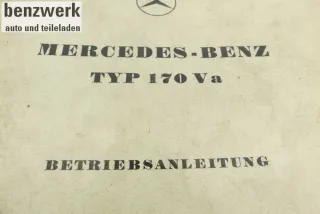 benzwerk
auto und teileladen
MERCEDES-BENZ
TYP 170 Va
BETRIEBSANLEITUNG